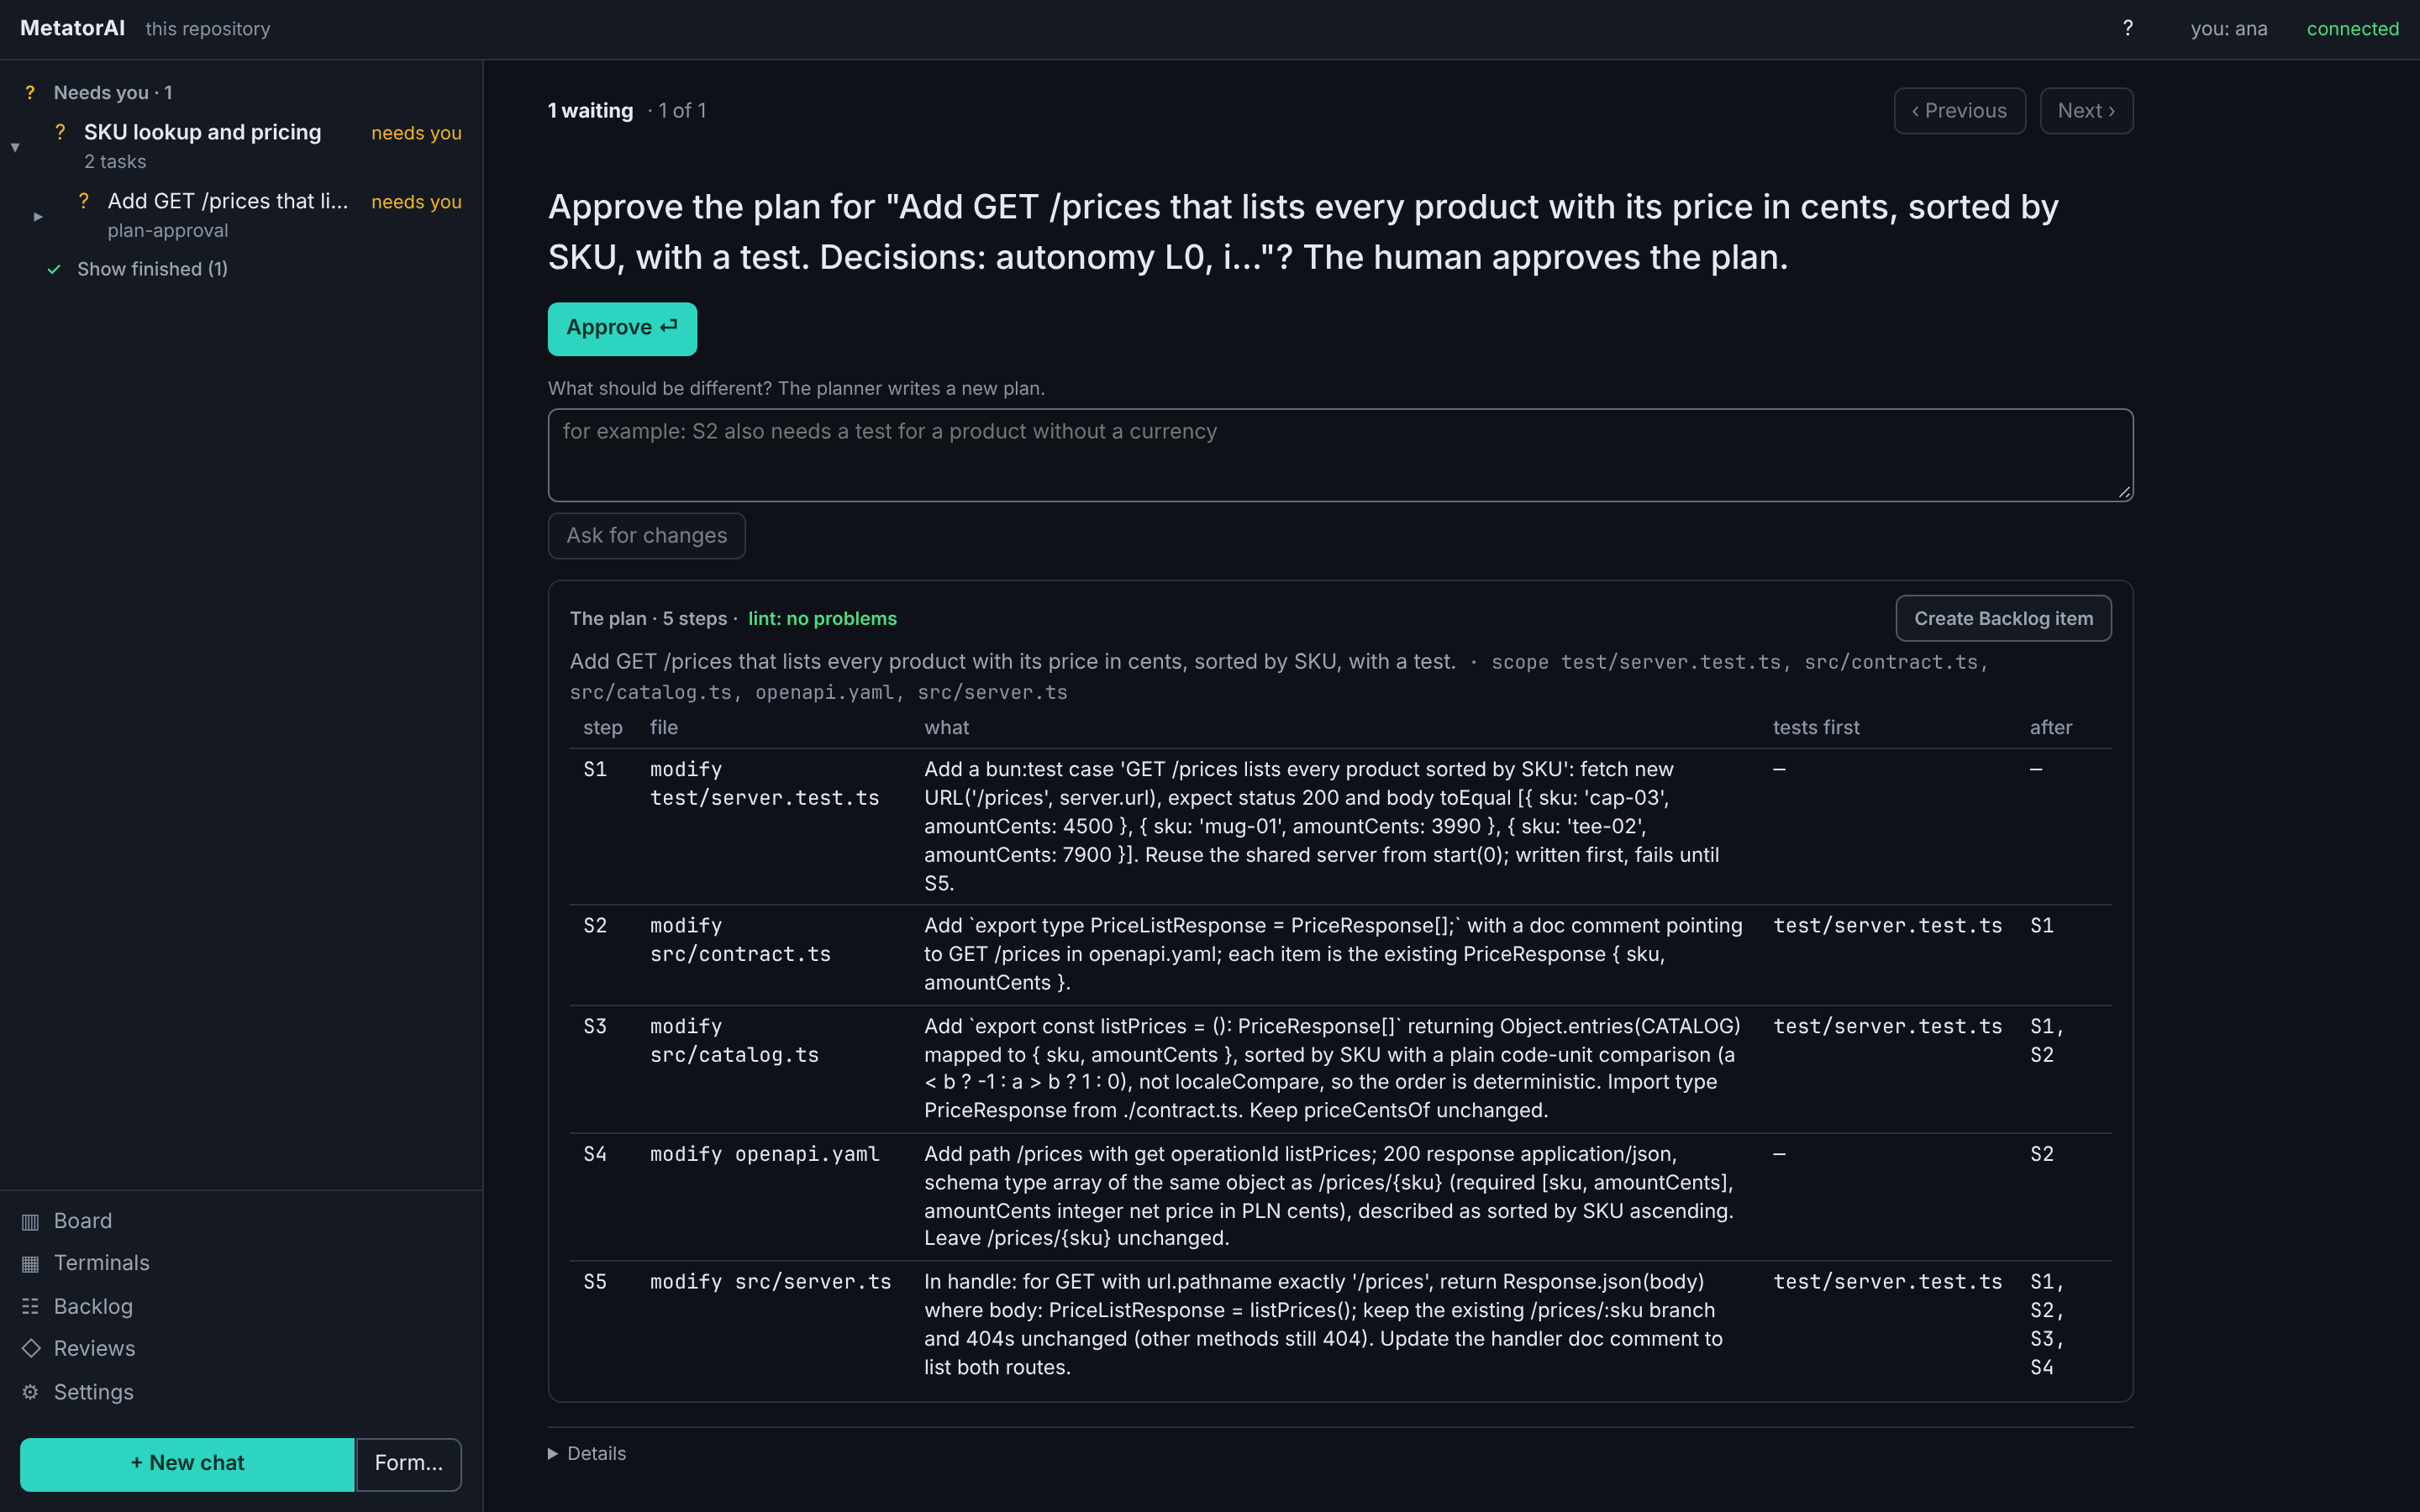 MetatorAI this repository
? you: ana connected
? Needs you · 1
? SKU lookup and pricing needs you
2 tasks
? Add GET /prices that li... needs you
plan-approval
Show finished (1)
Board
Terminals
Backlog
Reviews
Settings
+ New chat Form...
1 waiting · 1 of 1
‹ Previous Next ›
Approve the plan for "Add GET /prices that lists every product with its price in cents, sorted by
SKU, with a test. Decisions: autonomy L0, i..."? The human approves the plan.
Approve ⏎
What should be different? The planner writes a new plan.
for example: S2 also needs a test for a product without a currency
Ask for changes
The plan · 5 steps · lint: no problems
Create Backlog item
Add GET /prices that lists every product with its price in cents, sorted by SKU, with a test. · scope test/server.test.ts, src/contract.ts,
src/catalog.ts, openapi.yaml, src/server.ts
step file what tests first after
S1 modify Add a bun:test case 'GET /prices lists every product sorted by SKU': fetch new — —
test/server.test.ts URL('/prices', server.url), expect status 200 and body toEqual [{ sku: 'cap-03',
amountCents: 4500 }, { sku: 'mug-01', amountCents: 3990 }, { sku: 'tee-02',
amountCents: 7900 }]. Reuse the shared server from start(0); written first, fails until
S5.
S2 modify Add `export type PriceListResponse = PriceResponse[];` with a doc comment pointing test/server.test.ts S1
src/contract.ts to GET /prices in openapi.yaml; each item is the existing PriceResponse { sku,
amountCents }.
S3 modify Add `export const listPrices = (): PriceResponse[]` returning Object.entries(CATALOG) test/server.test.ts S1,
src/catalog.ts mapped to { sku, amountCents }, sorted by SKU with a plain code-unit comparison (a S2
< b ? -1 : a > b ? 1 : 0), not localeCompare, so the order is deterministic. Import type
PriceResponse from ./contract.ts. Keep priceCentsOf unchanged.
S4 modify openapi.yaml Add path /prices with get operationId listPrices; 200 response application/json, — S2
schema type array of the same object as /prices/{sku} (required [sku, amountCents],
amountCents integer net price in PLN cents), described as sorted by SKU ascending.
Leave /prices/{sku} unchanged.
S5 modify src/server.ts In handle: for GET with url.pathname exactly '/prices', return Response.json(body) test/server.test.ts S1,
where body: PriceListResponse = listPrices(); keep the existing /prices/:sku branch S2,
and 404s unchanged (other methods still 404). Update the handler doc comment to S3,
list both routes. S4
Details